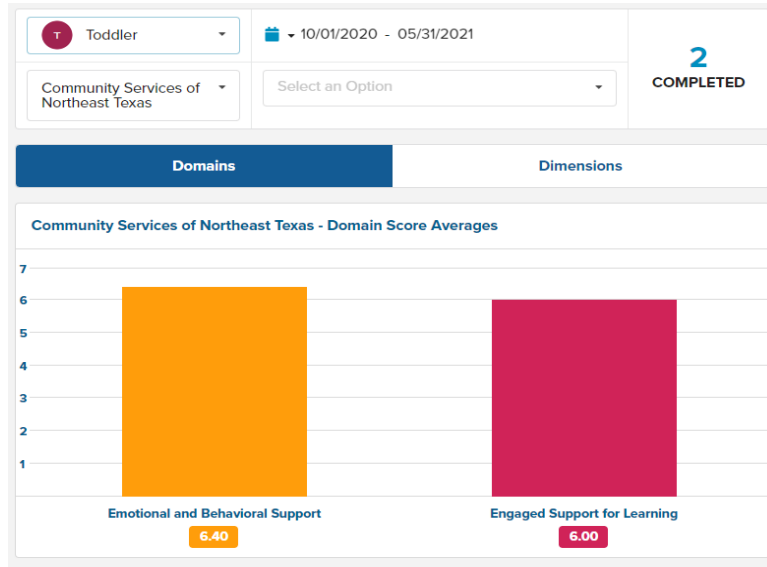 T Toddler
10/01/2020 - 05/31/2021
2
COMPLETED
Community Services of
Northeast Texas
Select an Option
Domains
Dimensions
Community Services of Northeast Texas - Domain Score Averages
7
6
5
4
3
2
1
Emotional and Behavioral Support
6.40
Engaged Support for Learning
6.00